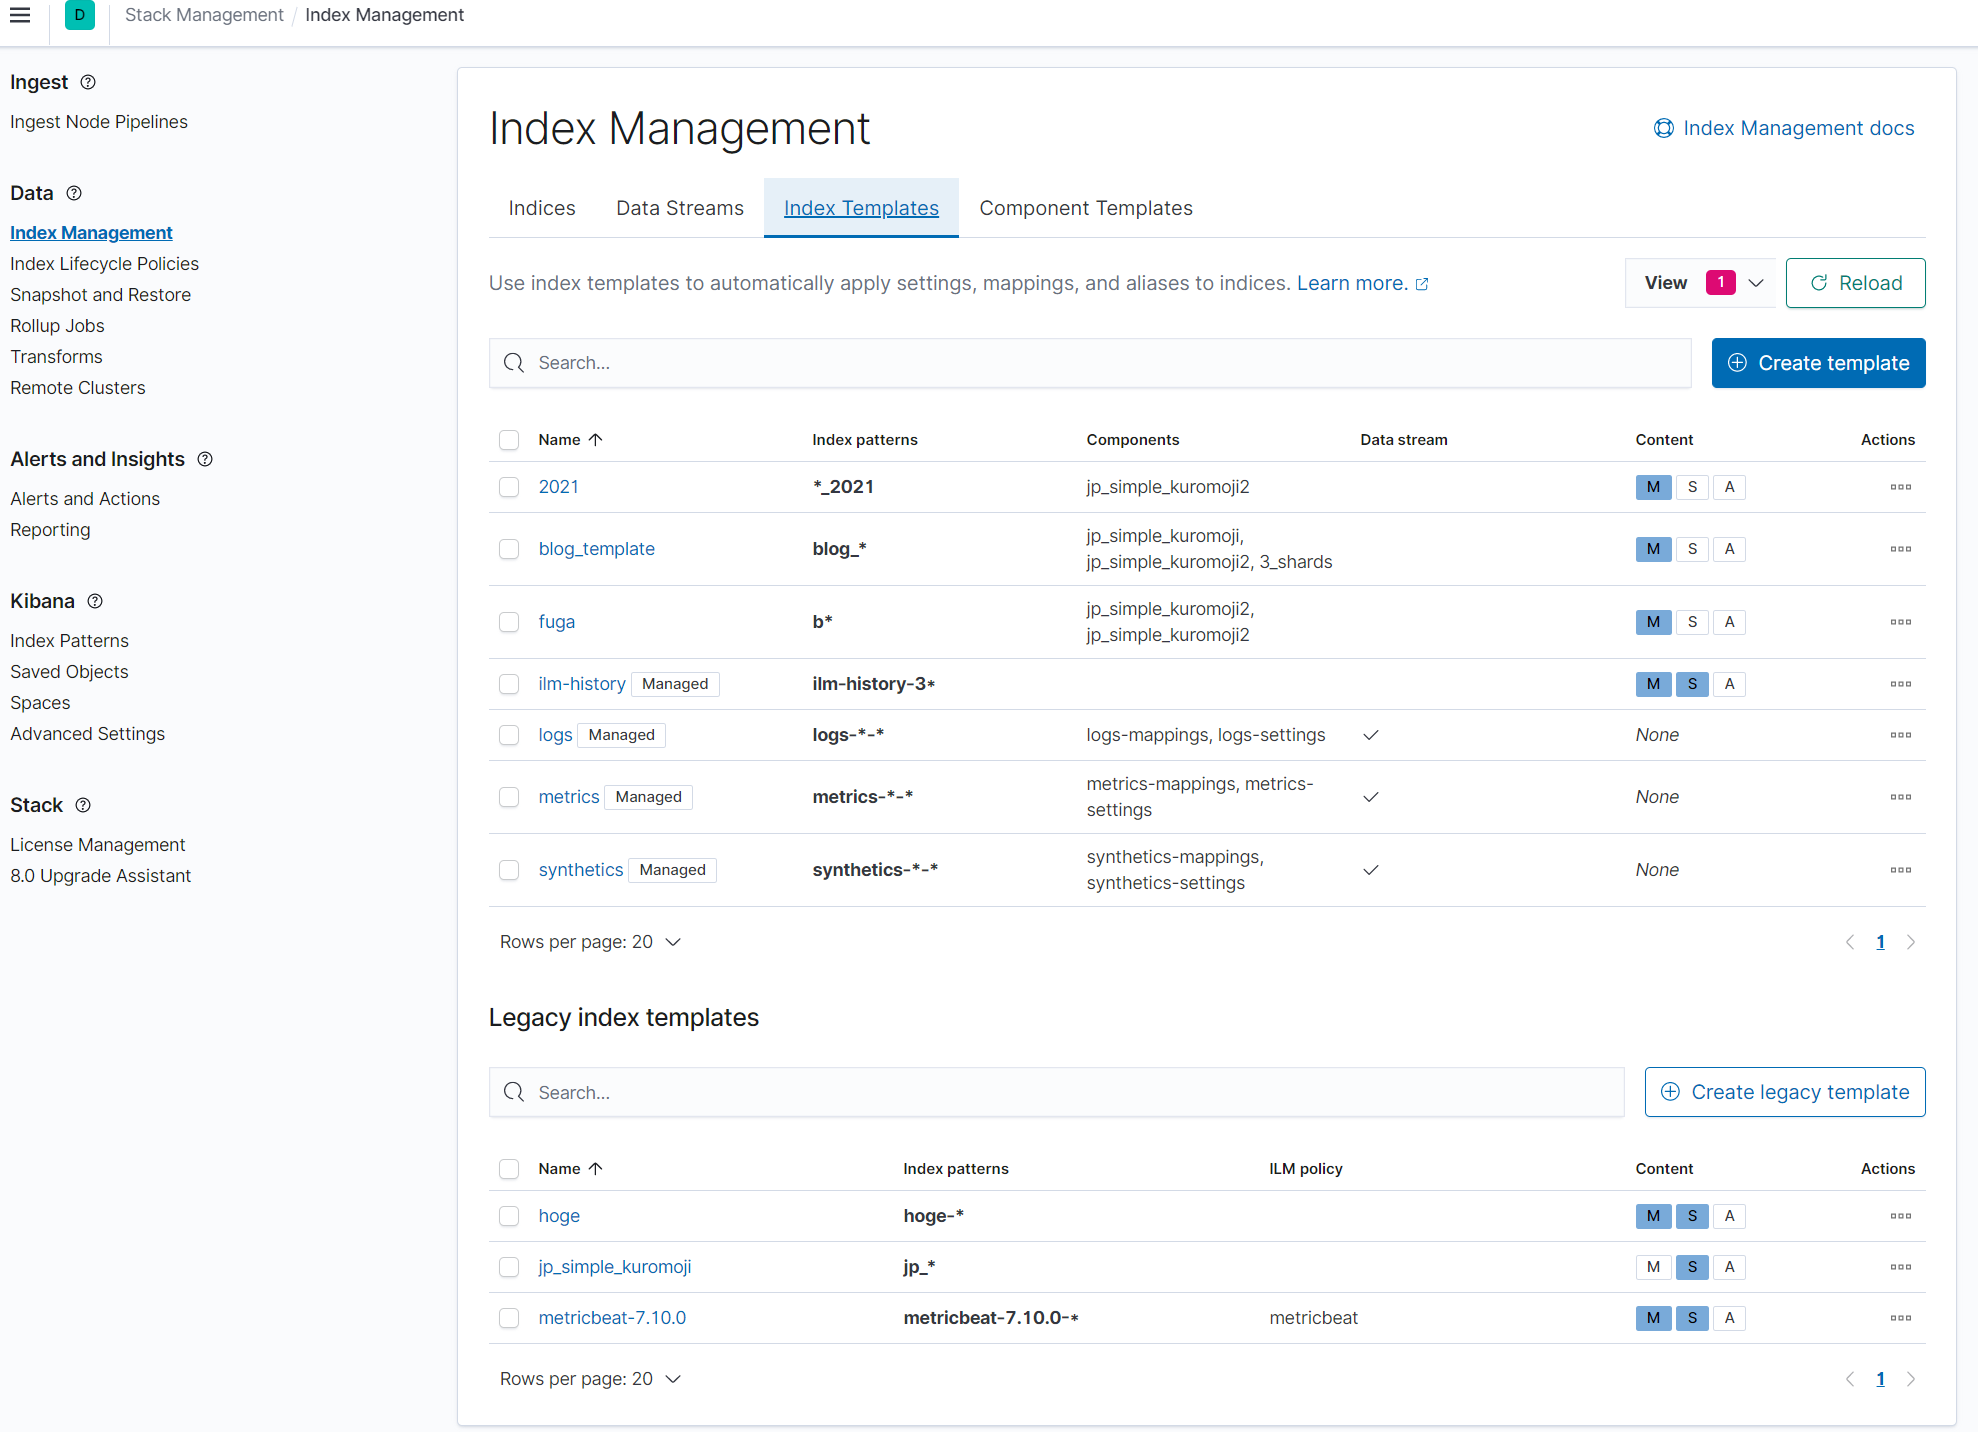 D Stack Management / Index Management
Ingest
Ingest Node Pipelines
Data
Index Management
Index Lifecycle Policies
Snapshot and Restore
Rollup Jobs
Transforms
Remote Clusters
Alerts and Insights
Alerts and Actions
Reporting
Kibana
Index Patterns
Saved Objects
Spaces
Advanced Settings
Stack
License Management
8.0 Upgrade Assistant
Index Management
Index Management docs
Indices Data Streams Index Templates Component Templates
Use index templates to automatically apply settings, mappings, and aliases to indices. Learn more.
View 1 Reload
Search...
Create template
Name Index patterns Components Data stream Content Actions
2021 *_2021 jp_simple_kuromoji2 M S A
blog_template blog_* jp_simple_kuromoji, M S A
jp_simple_kuromoji2, 3_shards
fuga b* jp_simple_kuromoji2, M S A
jp_simple_kuromoji2
ilm-history Managed ilm-history-3* M S A
logs Managed logs-*-* logs-mappings, logs-settings None
metrics Managed metrics-*-* metrics-mappings, metrics- None
settings
synthetics Managed synthetics-*-* synthetics-mappings, None
synthetics-settings
Rows per page: 20
1
Legacy index templates
Search...
Create legacy template
Name Index patterns ILM policy Content Actions
hoge hoge-* M S A
jp_simple_kuromoji jp_* M S A
metricbeat-7.10.0 metricbeat-7.10.0-* metricbeat M S A
Rows per page: 20
1